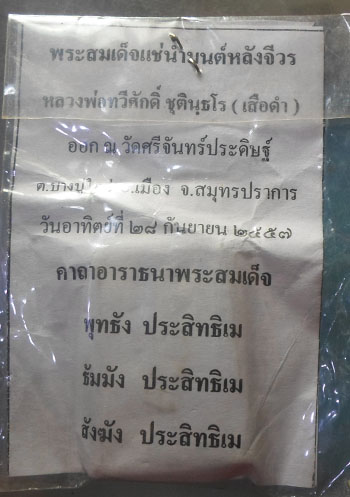 พระสมเด็จแช่น้ำมนต์หลังจีวร
หลวงพ่อทวีศักดิ์ ชุตินฺธโร ( เสือดำ )
ออก ณ วัดศรีจันทร์ประดิษฐ์
ต.บางปู เมือง จ.สมุทรปราการ
วันอาทิตย์ที่ ๒๘ กันยายน ๒๕๕๗
คาถาอาราธนาพระสมเด็จ
พุทธัง ประสิทธิเม
ธัมมัง ประสิทธิเม
สังฆัง ประสิทธิเม